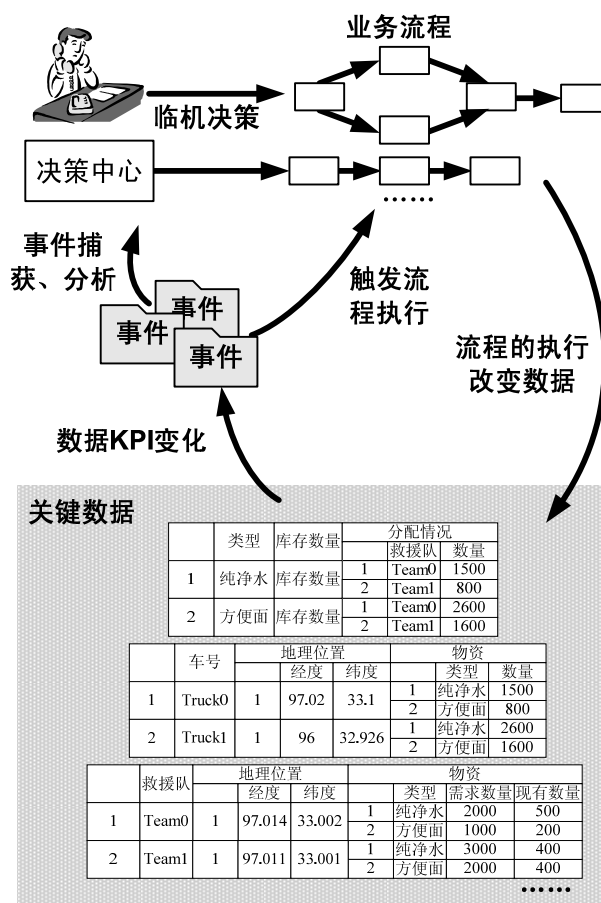 业务流程
临机决策
决策中心
......
事件捕
获、分析
触发流
程执行
事件
事件
事件
流程的执行
改变数据
数据KPI变化
关键数据
类型 库存数量 分配情况
救援队 数量
1 纯净水 库存数量 1 Team0 1500
2 Team1 800
2 方便面 库存数量 1 Team0 2600
2 Team1 1600
车号 地理位置 物资
经度 纬度 类型 数量
1 Truck0 1 97.02 33.1 1 纯净水 1500
2 方便面 800
2 Truck1 1 96 32.926 1 纯净水 2600
2 方便面 1600
救援队 地理位置 物资
经度 纬度 类型 需求数量 现有数量
1 Team0 1 97.014 33.002 1 纯净水 2000 500
2 方便面 1000 200
2 Team1 1 97.011 33.001 1 纯净水 3000 400
2 方便面 2000 400
......